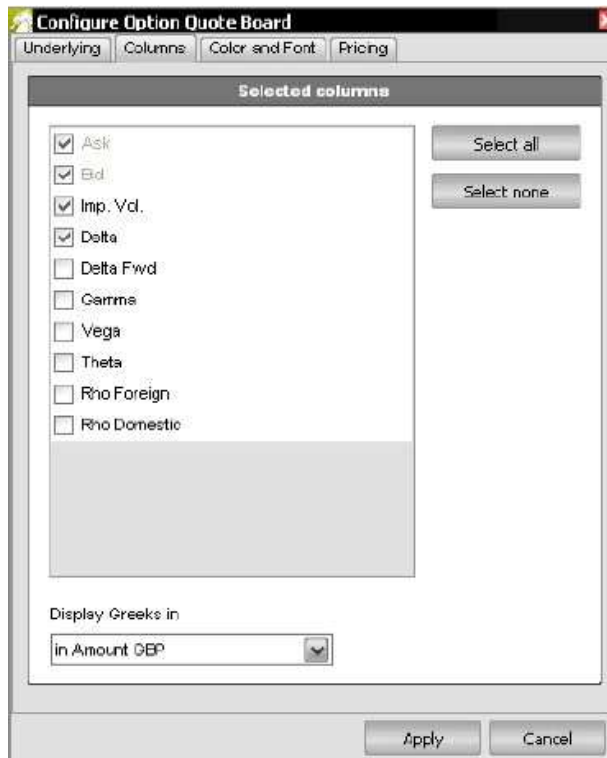 Configure Option Quote Board
Underlying Columns Color and Font Pricing
Selected columns
Ask
Bid
Imp. Vol.
Delta
Delta Fwd
Gamma
Vega
Theta
Rho Foreign
Rho Domestic
Select all
Select none
Display Greeks in
in Amount GBP
Apply Cancel